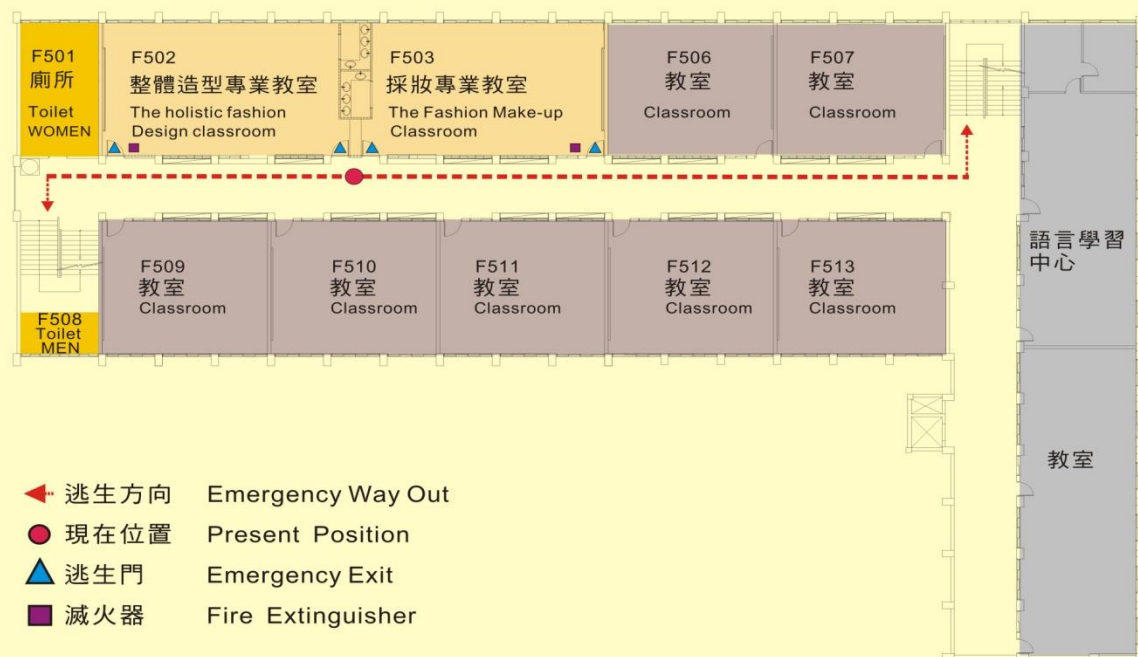 F501
廁所
Toilet
WOMEN
F502
整體造型專業教室
The holistic fashion
Design classroom
F503
採妝專業教室
The Fashion Make-up
Classroom
F506
教室
Classroom
F507
教室
Classroom
F508
Toilet
MEN
F509
教室
Classroom
F510
教室
Classroom
F511
教室
Classroom
F512
教室
Classroom
F513
教室
Classroom
語言學習
中心
教室
逃生方向 Emergency Way Out
現在位置 Present Position
逃生門 Emergency Exit
滅火器 Fire Extinguisher